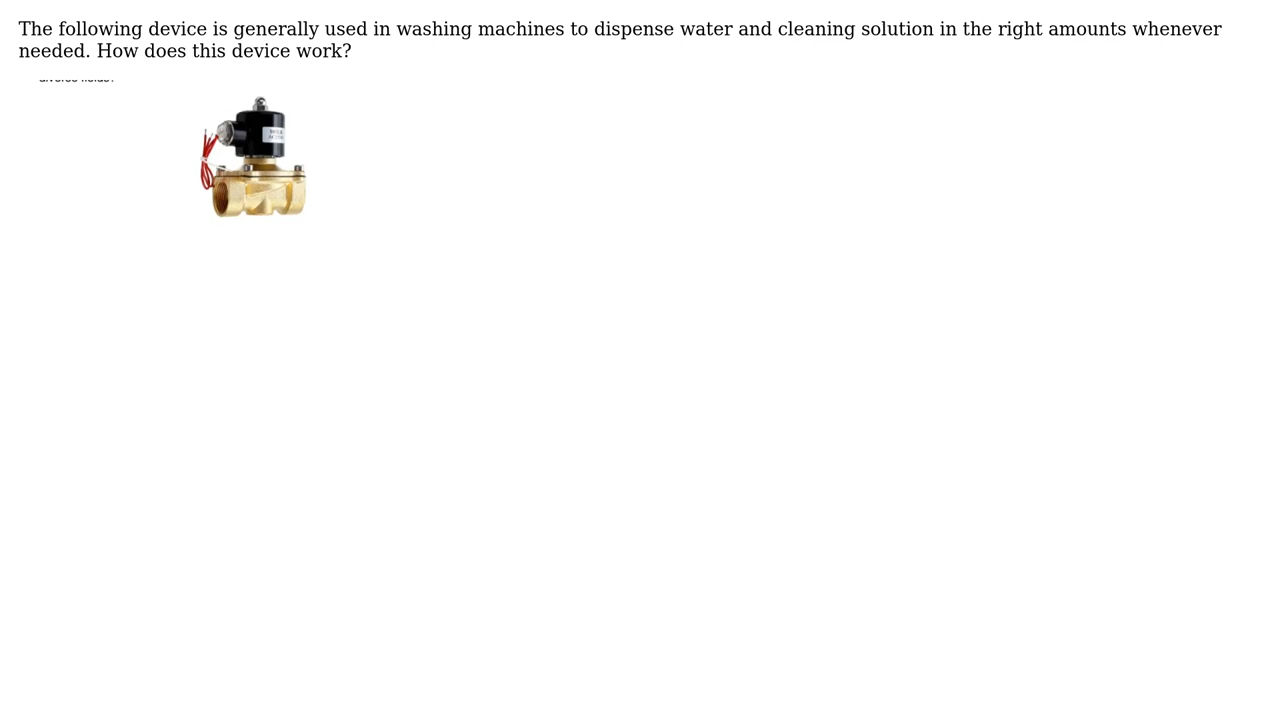 The following device is generally used in washing machines to dispense water and cleaning solution in the right amounts whenever
needed. How does this device work?